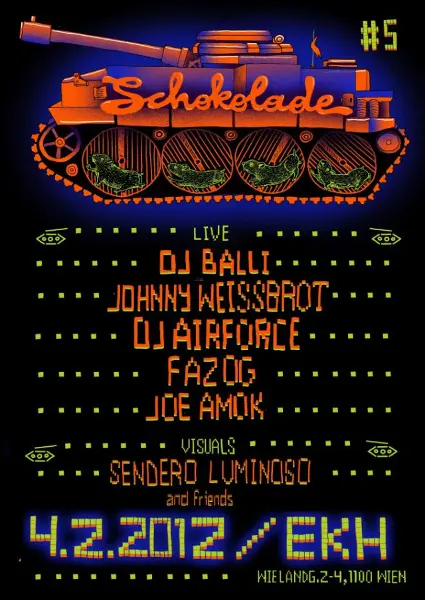 #5
Schokolade
LIVE
DJ BALLI
JOHNNY WEISSBROT
DJ AIRFORCE
FAZOG
JOE AMOK
VISUALS
SENDERO LUMINOSO
and friends
4.2.2012/EKH
WIELANDG.2-4,1100 WIEN